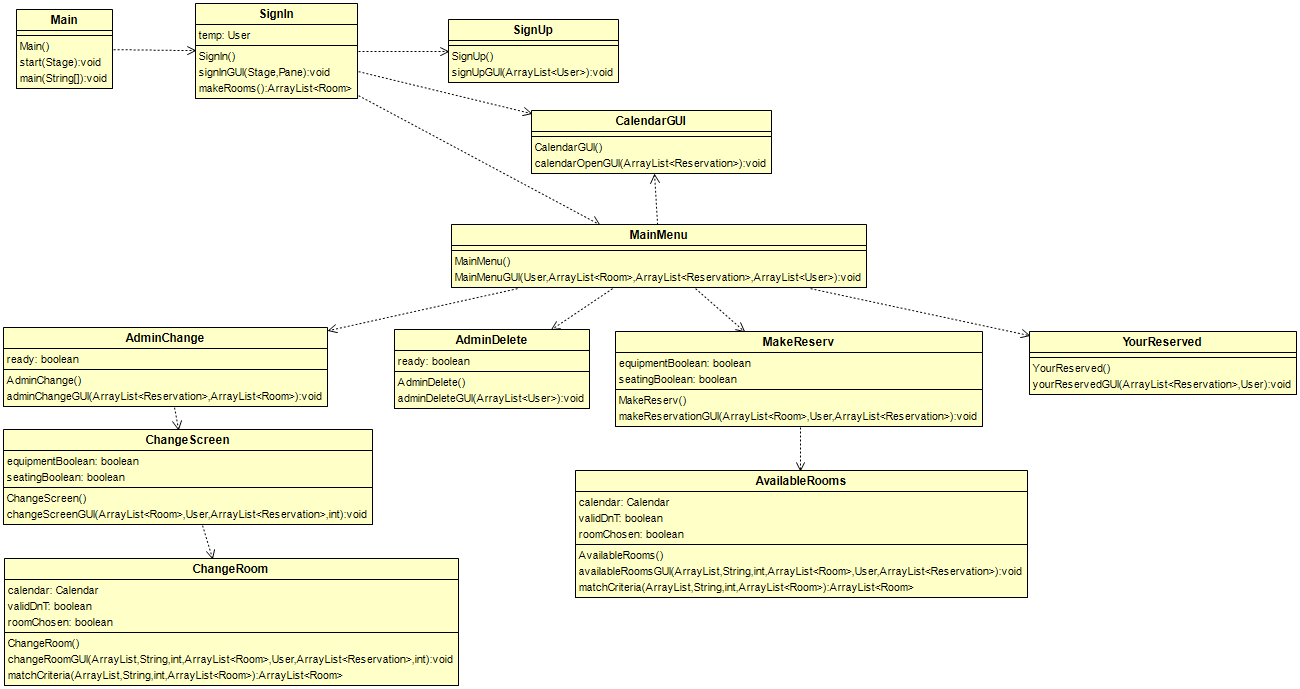 Main
Main()
start(Stage):void
main(String[]):void
SignIn
temp: User
SignIn()
signInGUI(Stage,Pane):void
makeRooms():ArrayList<Room>
SignUp
SignUp()
signUpGUI(ArrayList<User>):void
CalendarGUI
CalendarGUI()
calendarOpenGUI(ArrayList<Reservation>):void
MainMenu
MainMenu()
MainMenuGUI(User,ArrayList<Room>,ArrayList<Reservation>,ArrayList<User>):void
AdminChange
ready: boolean
AdminChange()
adminChangeGUI(ArrayList<Reservation>,ArrayList<Room>):void
AdminDelete
ready: boolean
AdminDelete()
adminDeleteGUI(ArrayList<User>):void
MakeReserv
equipmentBoolean: boolean
seatingBoolean: boolean
MakeReserv()
makeReservationGUI(ArrayList<Room>,User,ArrayList<Reservation>):void
YourReserved
YourReserved()
yourReservedGUI(ArrayList<Reservation>,User):void
ChangeScreen
equipmentBoolean: boolean
seatingBoolean: boolean
ChangeScreen()
changeScreenGUI(ArrayList<Room>,User,ArrayList<Reservation>,int):void
AvailableRooms
calendar: Calendar
validDnT: boolean
roomChosen: boolean
AvailableRooms()
availableRoomsGUI(ArrayList,String,int,ArrayList<Room>,User,ArrayList<Reservation>):void
matchCriteria(ArrayList,String,int,ArrayList<Room>):ArrayList<Room>
ChangeRoom
calendar: Calendar
validDnT: boolean
roomChosen: boolean
ChangeRoom()
changeRoomGUI(ArrayList,String,int,ArrayList<Room>,User,ArrayList<Reservation>,int):void
matchCriteria(ArrayList,String,int,ArrayList<Room>):ArrayList<Room>